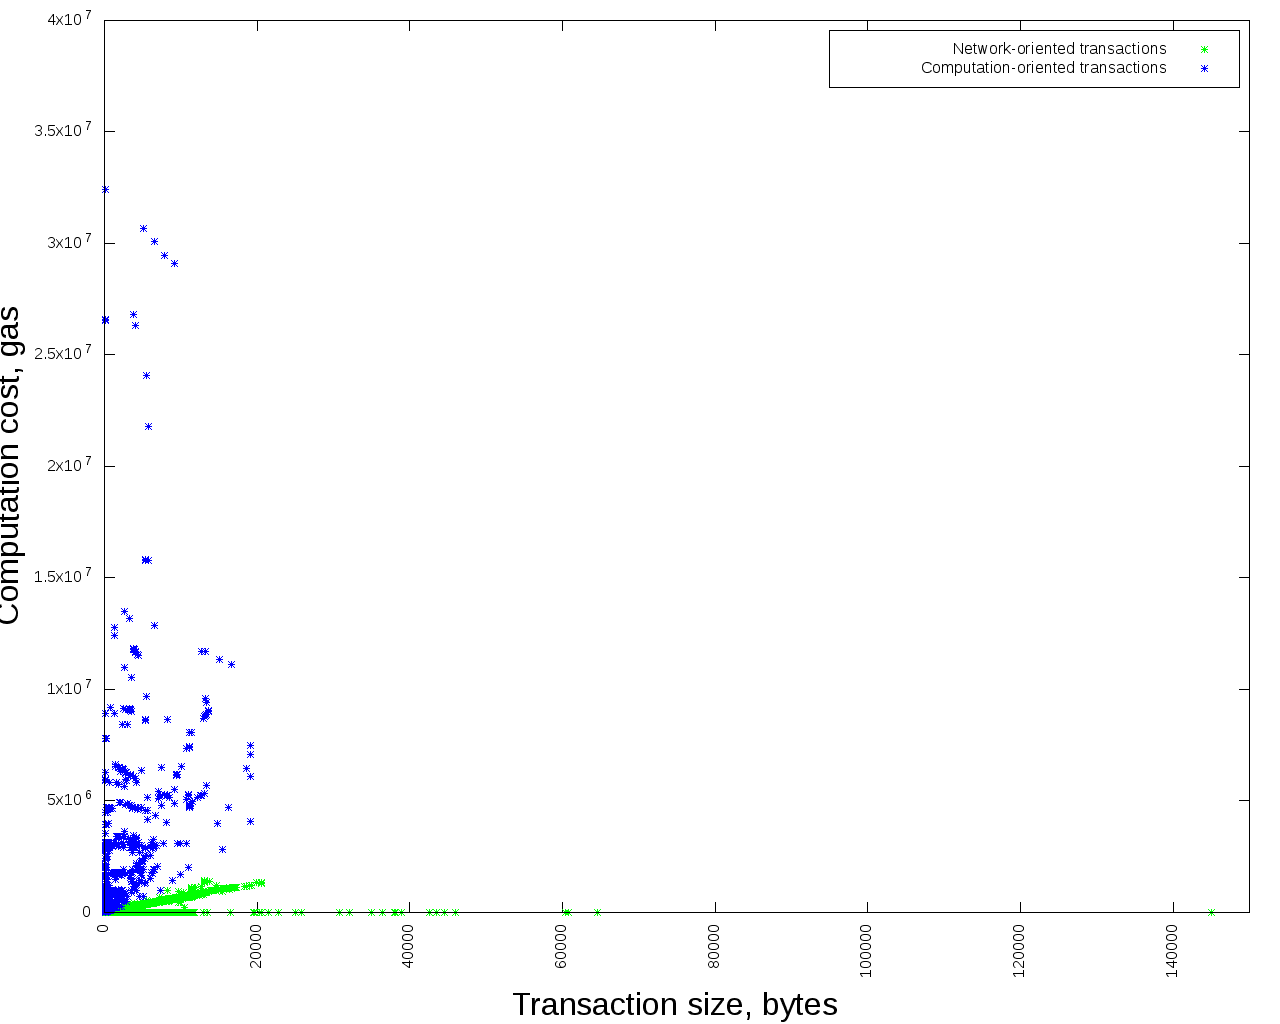 4x10^7
3.5x10^7
3x10^7
2.5x10^7
2x10^7
1.5x10^7
1x10^7
5x10^6
0
Computation cost, gas
Network-oriented transactions
Computation-oriented transactions
0
20000
40000
60000
80000
100000
120000
140000
Transaction size, bytes